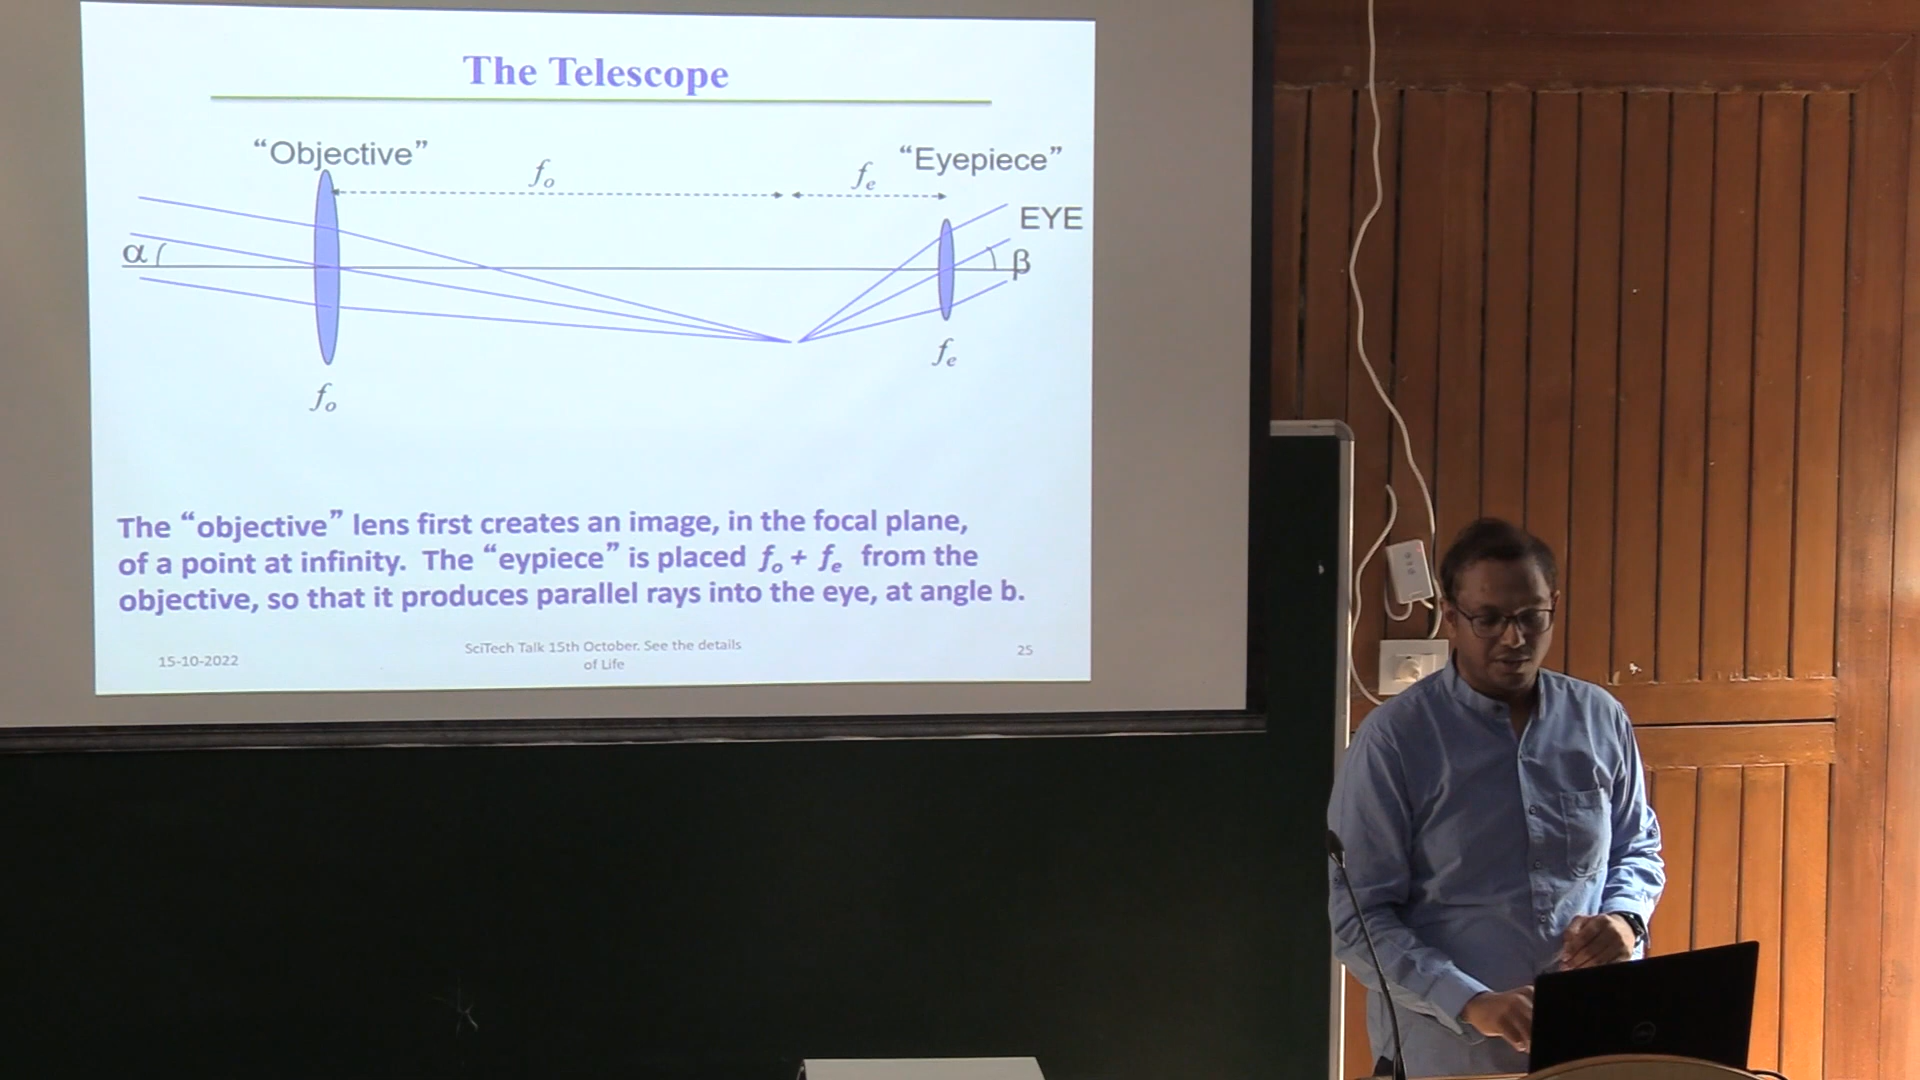 The Telescope
“Objective”
fo
fe
“Eyepiece”
EYE
α
β
fe
fo
The “objective” lens first creates an image, in the focal plane,
of a point at infinity. The “eypiece” is placed fo + fe from the
objective, so that it produces parallel rays into the eye, at angle b.
15-10-2022
SciTech Talk 15th October. See the details
of Life
25